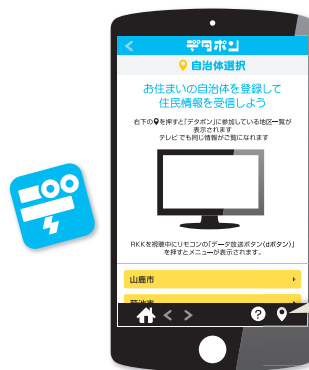 デタポン
自治体選択
お住まいの自治体を登録して
住民情報を受信しよう
右下の を押すと「デタポン」に参加している地区一覧が
表示されます
テレビでも同じ情報がご覧になれます
RKKを視聴中にリモコンの「データ放送ボタン(dボタン)」
を押すとメニューが表示されます。
山鹿市
菊池市
?